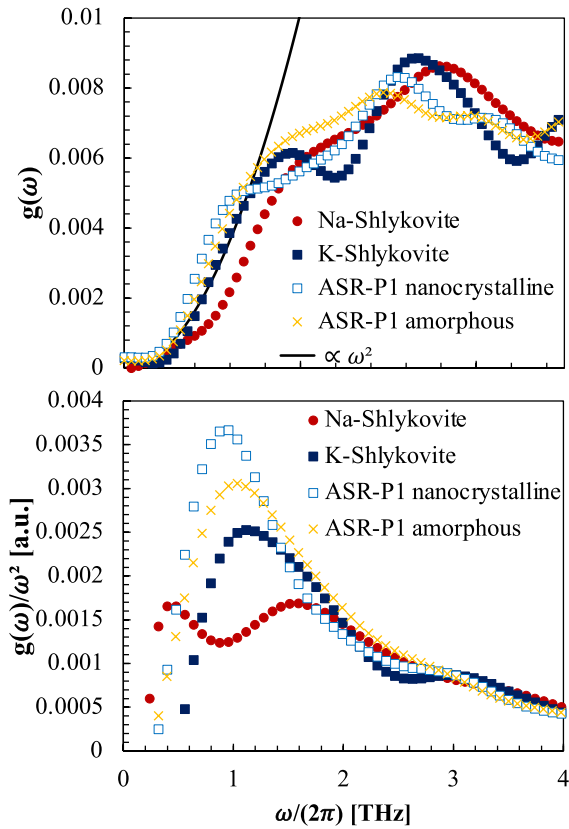 0.01
0.008
0.006
0.004
0.002
0
g(ω)
Na-Shlykovite
K-Shlykovite
ASR-P1 nanocrystalline
ASR-P1 amorphous
∝ ω²
0.004
0.0035
0.003
0.0025
0.002
0.0015
0.001
0.0005
0
g(ω)/ω² [a.u.]
Na-Shlykovite
K-Shlykovite
ASR-P1 nanocrystalline
ASR-P1 amorphous
0 1 2 3 4
ω/(2π) [THz]